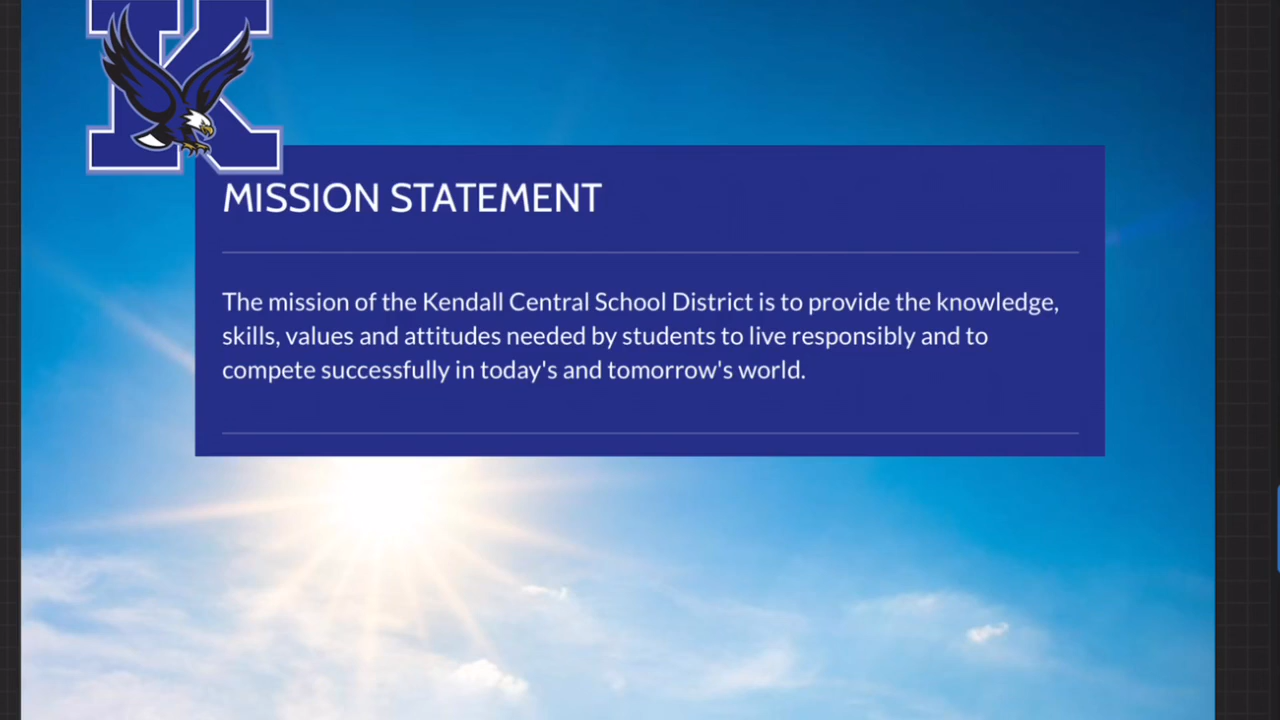 K
MISSION STATEMENT
The mission of the Kendall Central School District is to provide the knowledge,
skills, values and attitudes needed by students to live responsibly and to
compete successfully in today's and tomorrow's world.